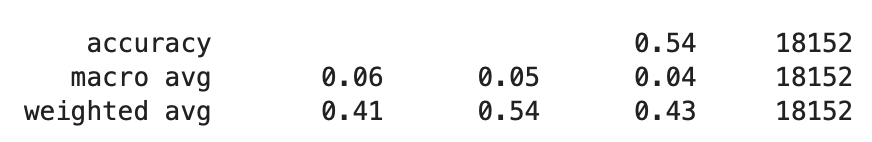 accuracy 0.54 18152
macro avg 0.06 0.05 0.04 18152
weighted avg 0.41 0.54 0.43 18152